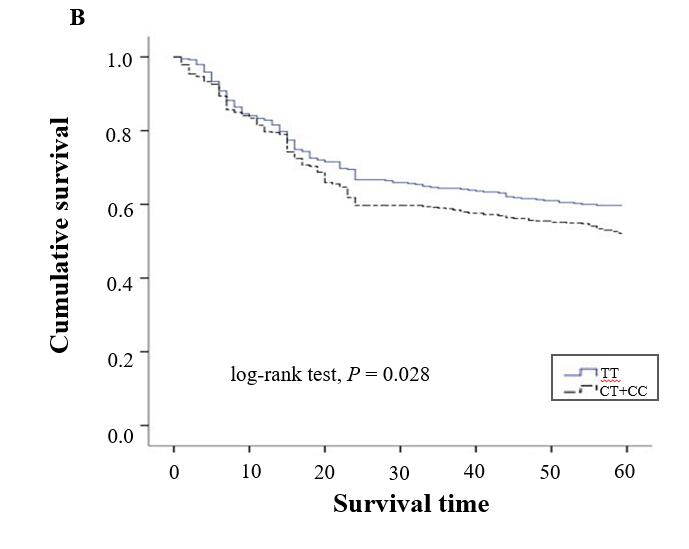 B
Cumulative survival
1.0
0.8
0.6
0.4
0.2
0.0
log-rank test, P = 0.028
TT
CT+CC
0 10 20 30 40 50 60
Survival time